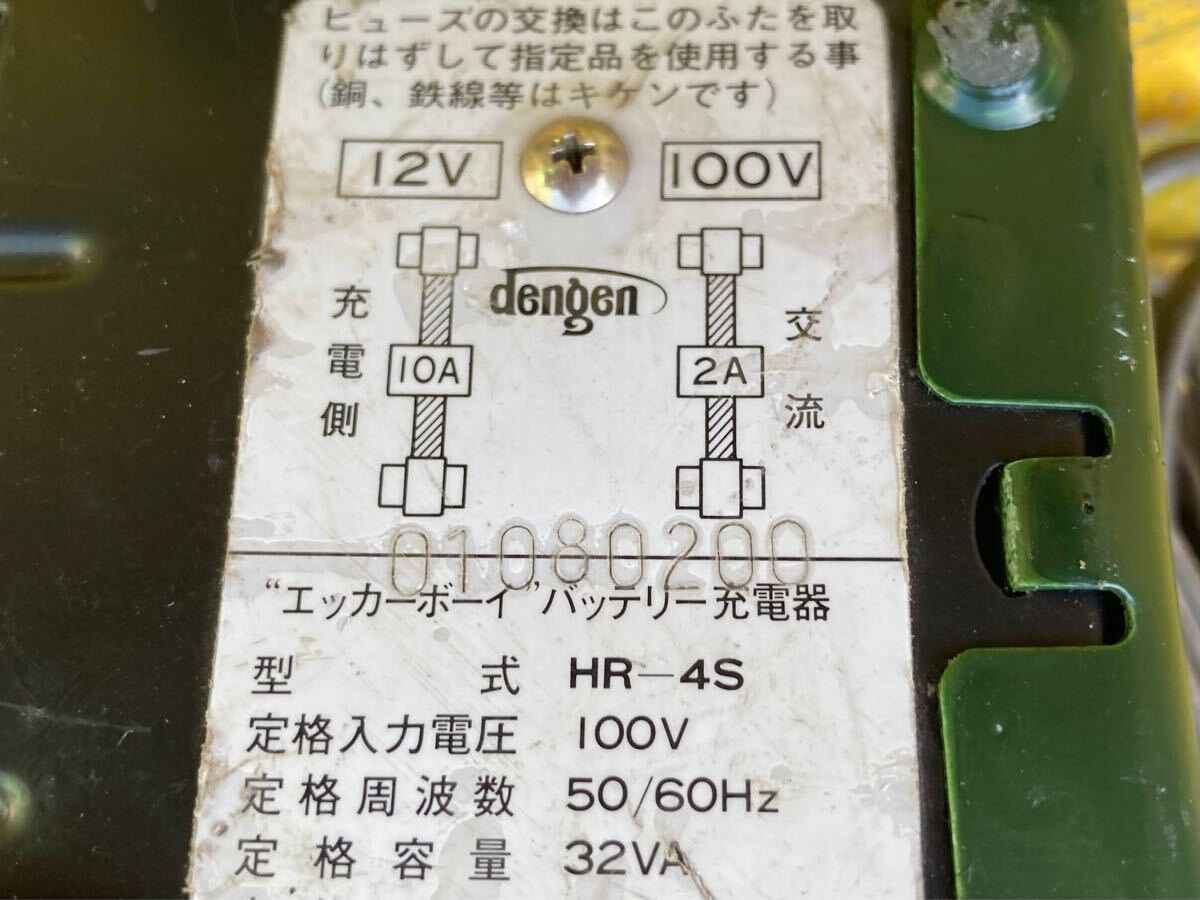 ヒューズの交換はこのふたを取
りはずして指定品を使用する事
(銅、鉄線等はキケンです)
12V
100V
dengen
充電側
10A
2A
交流
01080200
“エッカーボーイ”バッテリー充電器
型式 HR-4S
定格入力電圧 100V
定格周波数 50/60Hz
定格容量 32VA